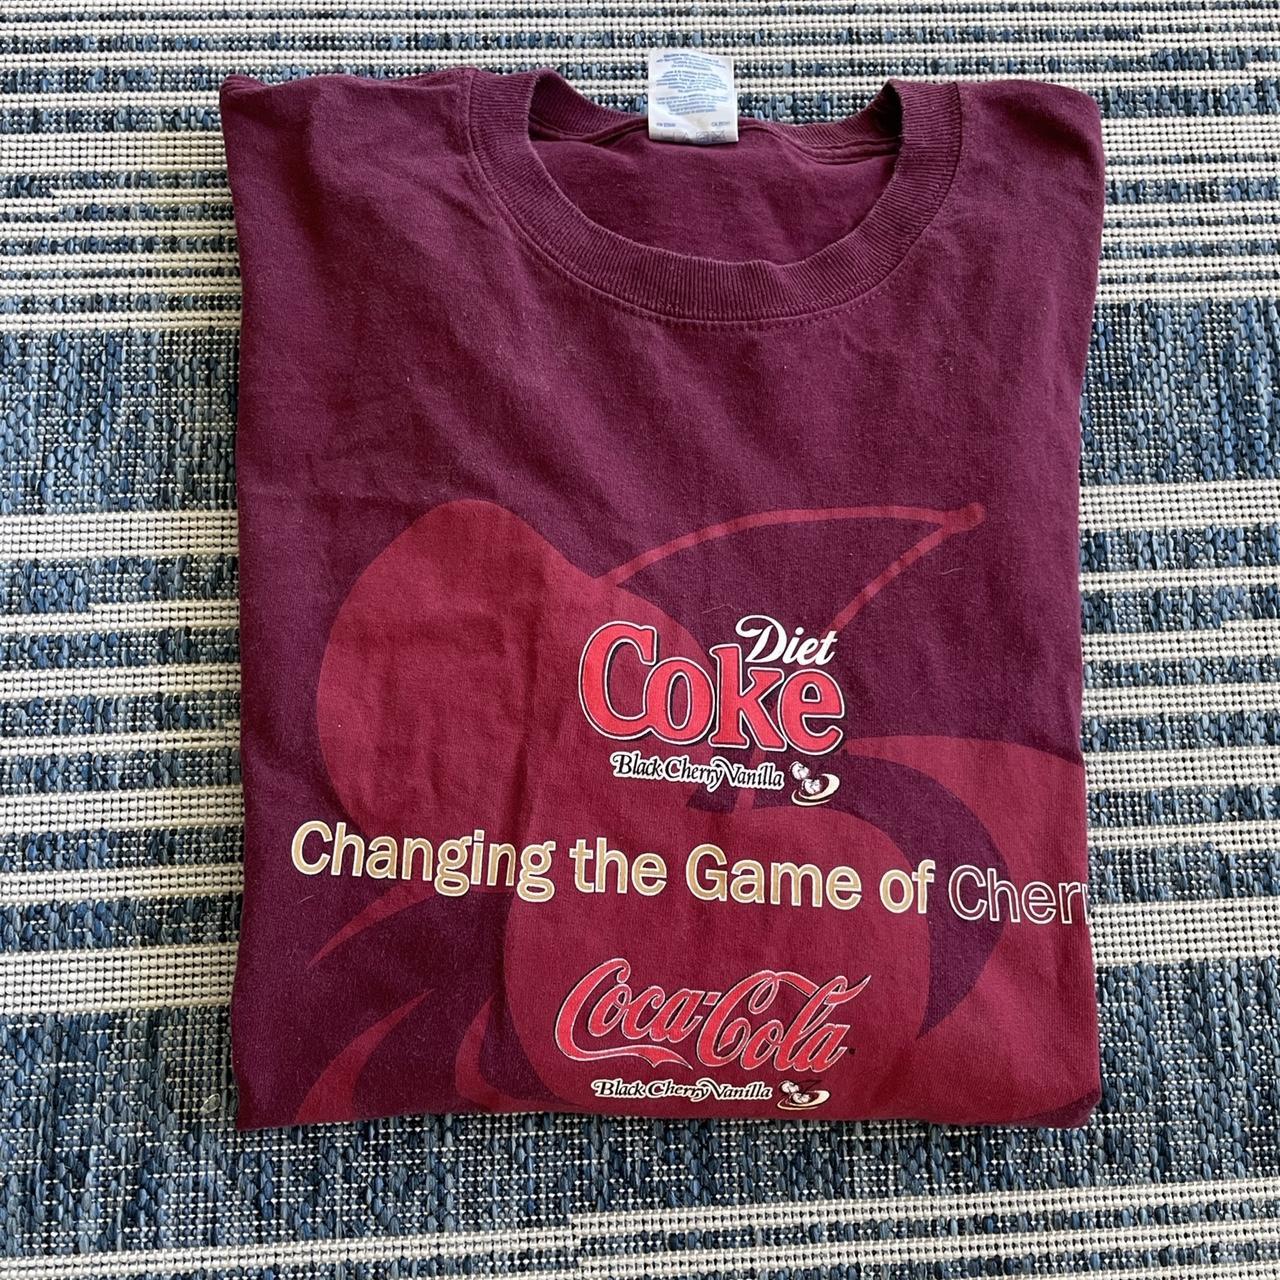 Diet
Coke
Black Cherry Vanilla
Changing the Game of Cher
Coca-Cola
Black Cherry Vanilla